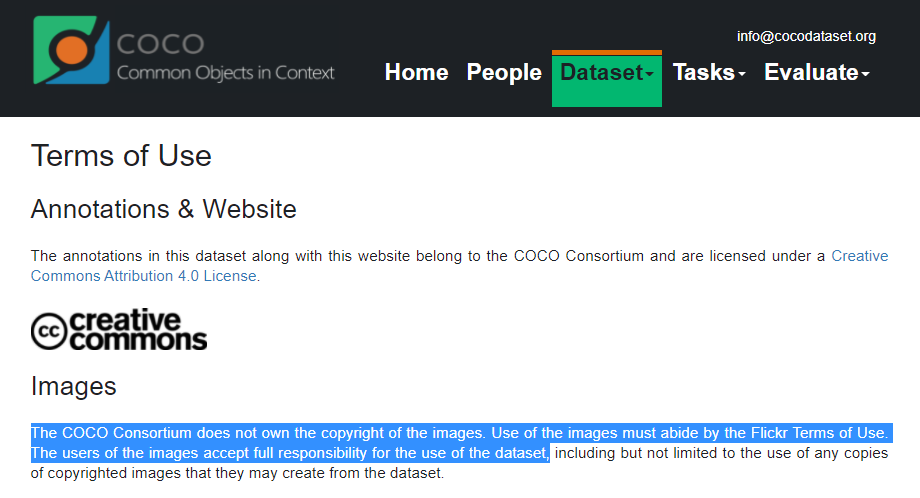 COCO
Common Objects in Context
info@cocodataset.org
Home People Dataset Tasks Evaluate
Terms of Use
Annotations & Website
The annotations in this dataset along with this website belong to the COCO Consortium and are licensed under a Creative
Commons Attribution 4.0 License.
cc creative
commons
Images
The COCO Consortium does not own the copyright of the images. Use of the images must abide by the Flickr Terms of Use.
The users of the images accept full responsibility for the use of the dataset, including but not limited to the use of any copies
of copyrighted images that they may create from the dataset.